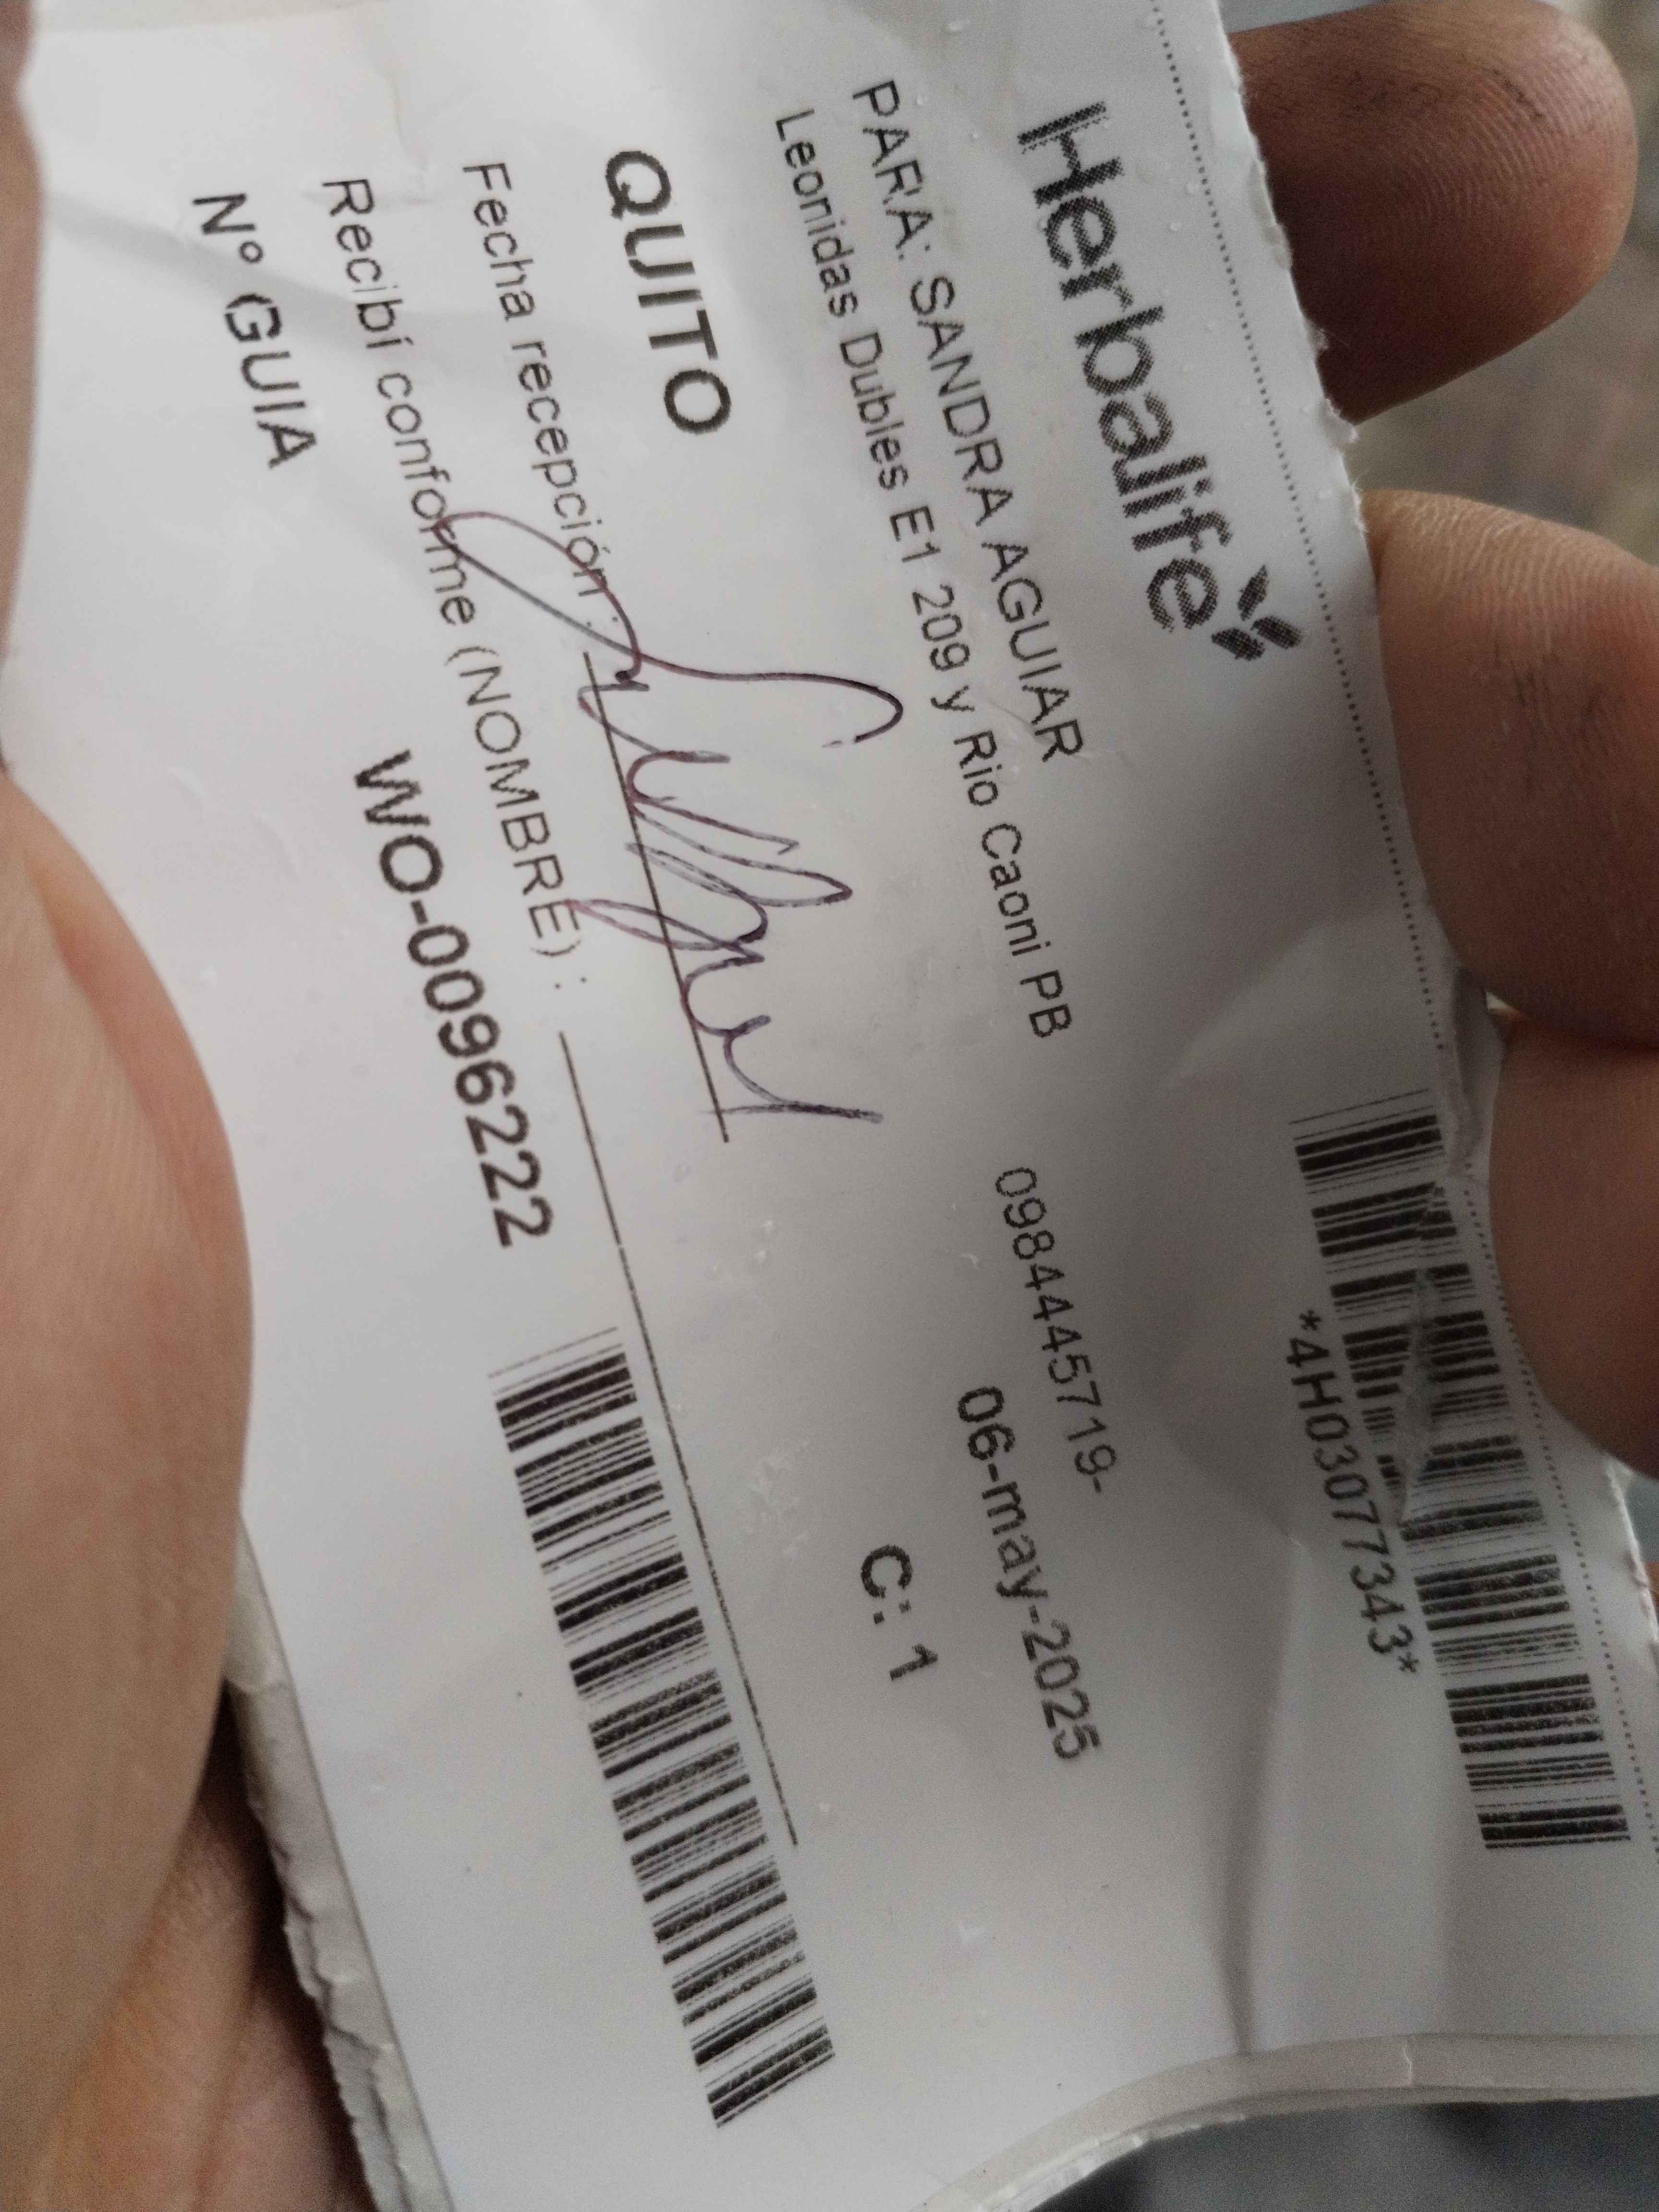 Herbalife
*4H03077343*
PARA: SANDRA AGUIAR
Leonidas Dubles E1 209 y Rio Caoni PB
0984445719-
06-may-2025
QUITO
C: 1
Fecha recepción :
Recibí conforme (NOMBRE) :
N° GUIA
WO-0096222